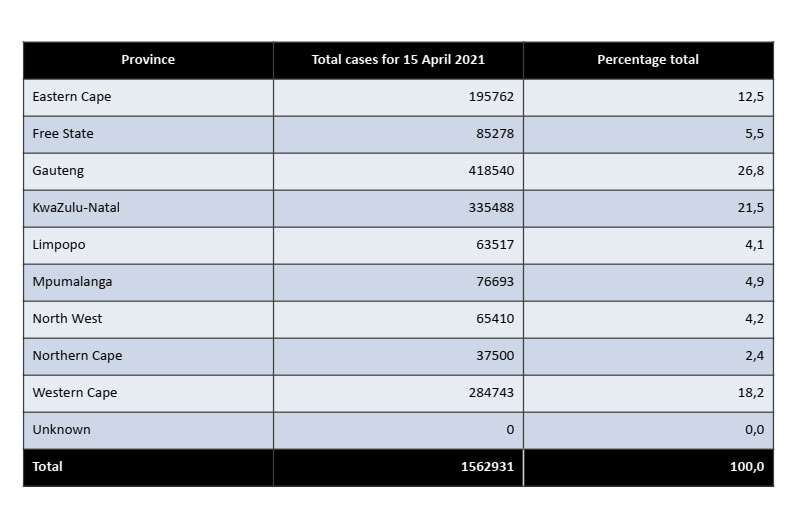 Province Total cases for 15 April 2021 Percentage total
Eastern Cape 195762 12,5
Free State 85278 5,5
Gauteng 418540 26,8
KwaZulu-Natal 335488 21,5
Limpopo 63517 4,1
Mpumalanga 76693 4,9
North West 65410 4,2
Northern Cape 37500 2,4
Western Cape 284743 18,2
Unknown 0 0,0
Total 1562931 100,0